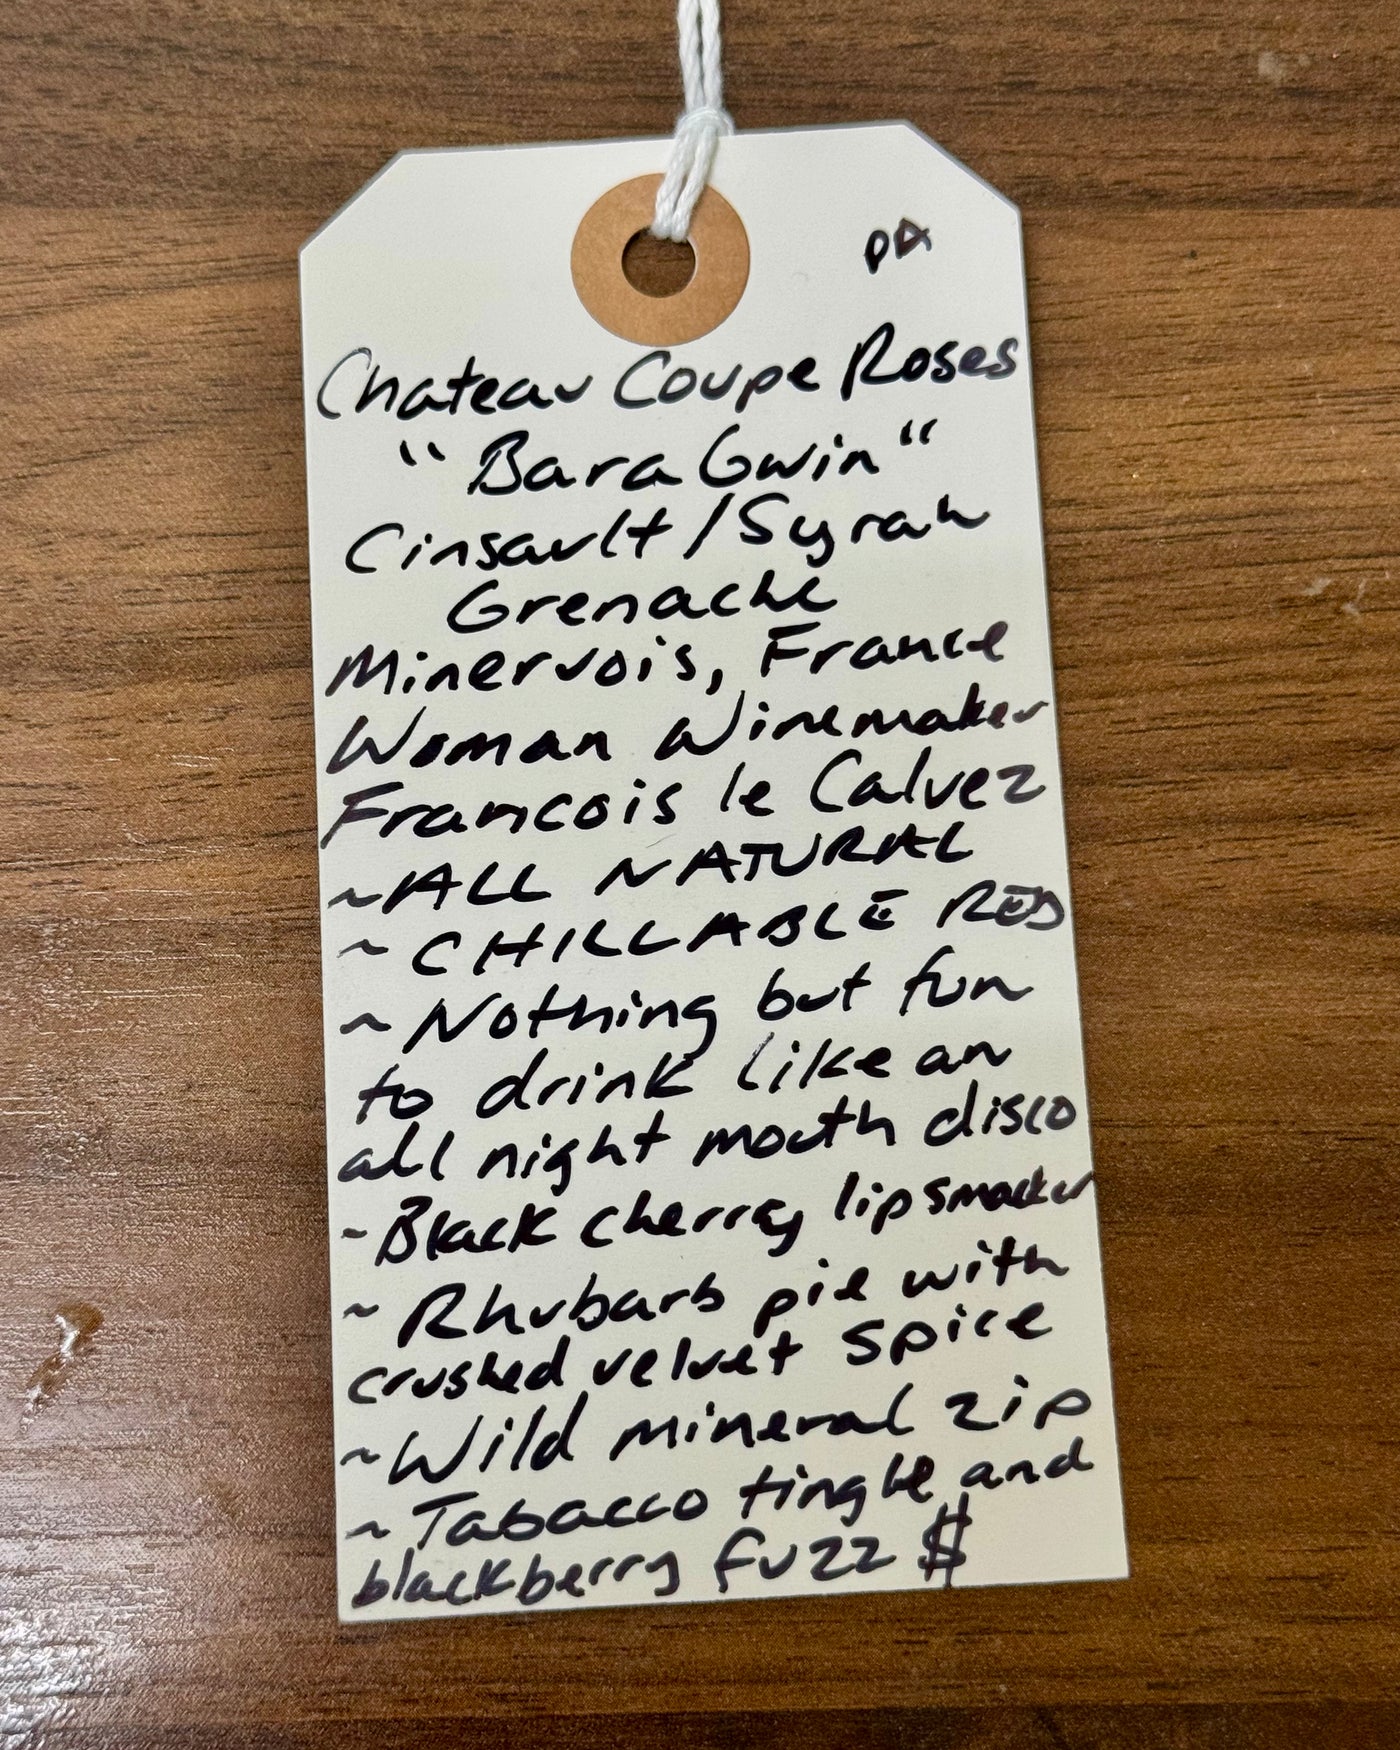 PA
Chateau Coupe Roses
"Bara Gwin"
Cinsault/Syrah
Grenache
Minervois, France
Woman Winemaker
Francois le Calvez
~ALL NATURAL
~ CHILLABLE RED
~ Nothing but fun
to drink like an
all night mouth disco
~Black cherry lipsmacker
~ Rhubarb pie with
crushed velvet spice
~Wild mineral zip
~Tabacco tingle and
blackberry fuzz $